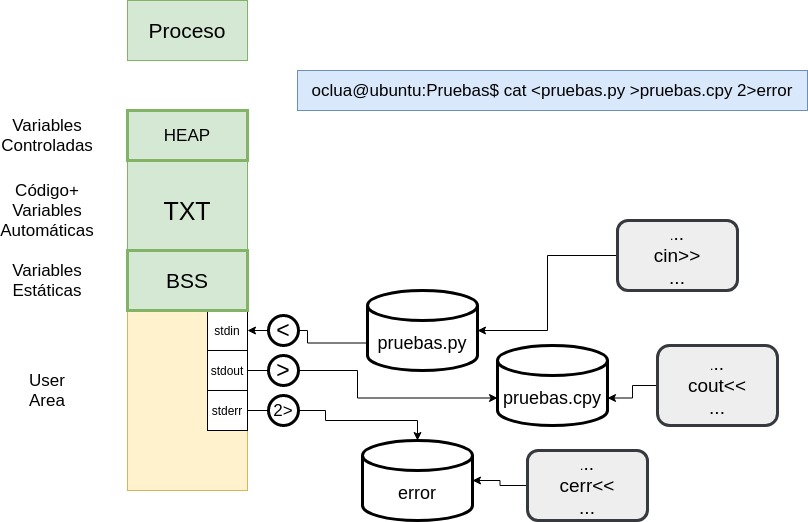 Proceso
oclua@ubuntu:Pruebas$ cat <pruebas.py >pruebas.cpy 2>error
Variables
Controladas
HEAP
Código+
Variables
Automáticas
TXT
Variables
Estáticas
BSS
User
Area
stdin
<
stdout
>
stderr
2>
pruebas.py
pruebas.cpy
error
...
cin>>
...
...
cout<<
...
...
cerr<<
...